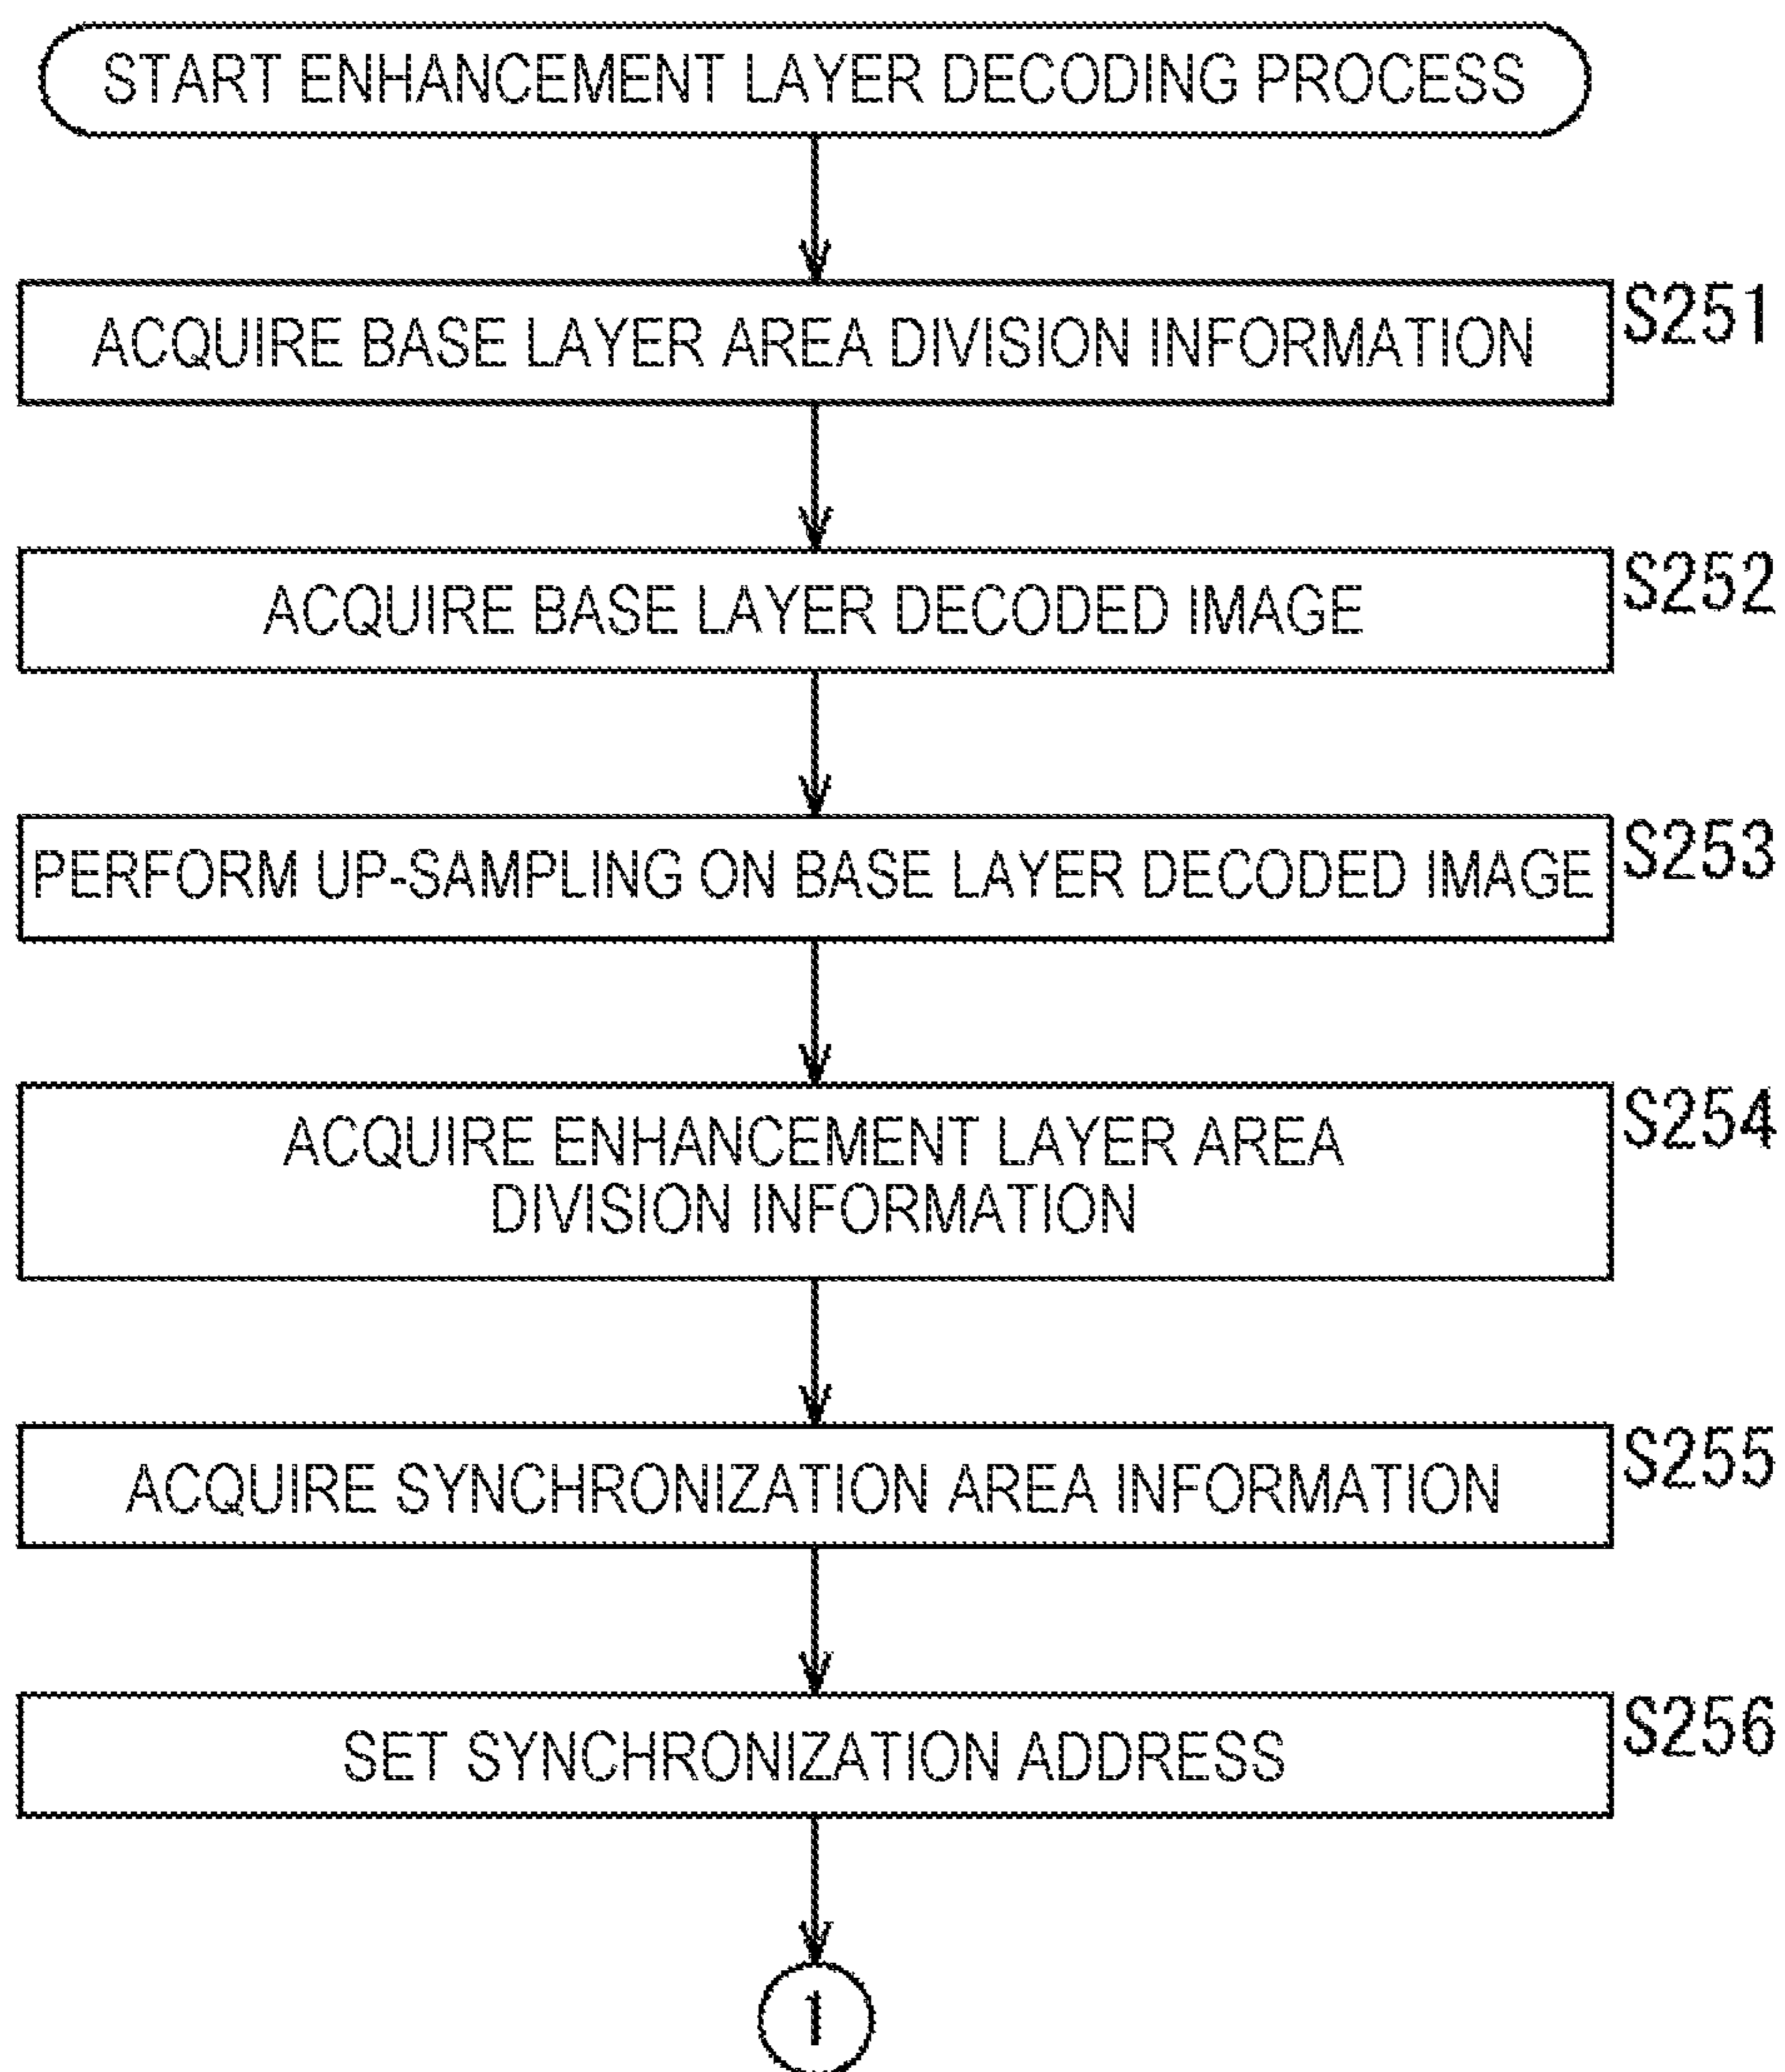 START ENHANCEMENT LAYER DECODING PROCESS
ACQUIRE BASE LAYER AREA DIVISION INFORMATION
S251
ACQUIRE BASE LAYER DECODED IMAGE
S252
PERFORM UP-SAMPLING ON BASE LAYER DECODED IMAGE
S253
ACQUIRE ENHANCEMENT LAYER AREA
DIVISION INFORMATION
S254
ACQUIRE SYNCHRONIZATION AREA INFORMATION
S255
SET SYNCHRONIZATION ADDRESS
S256
1